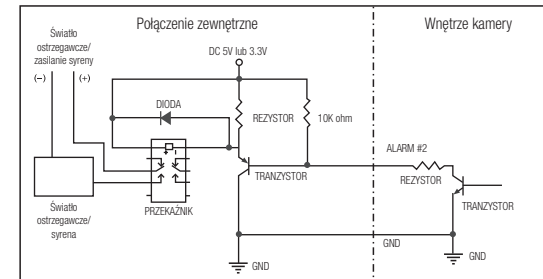 Połączenie zewnętrzne
Wnętrze kamery
Światło
ostrzegawcze/
zasilanie syreny
(–) (+)
DC 5V lub 3.3V
DIODA
REZYSTOR
10K ohm
ALARM #2
TRANZYSTOR
REZYSTOR
TRANZYSTOR
PRZEKAŹNIK
Światło
ostrzegawcze/
syrena
GND
GND
GND